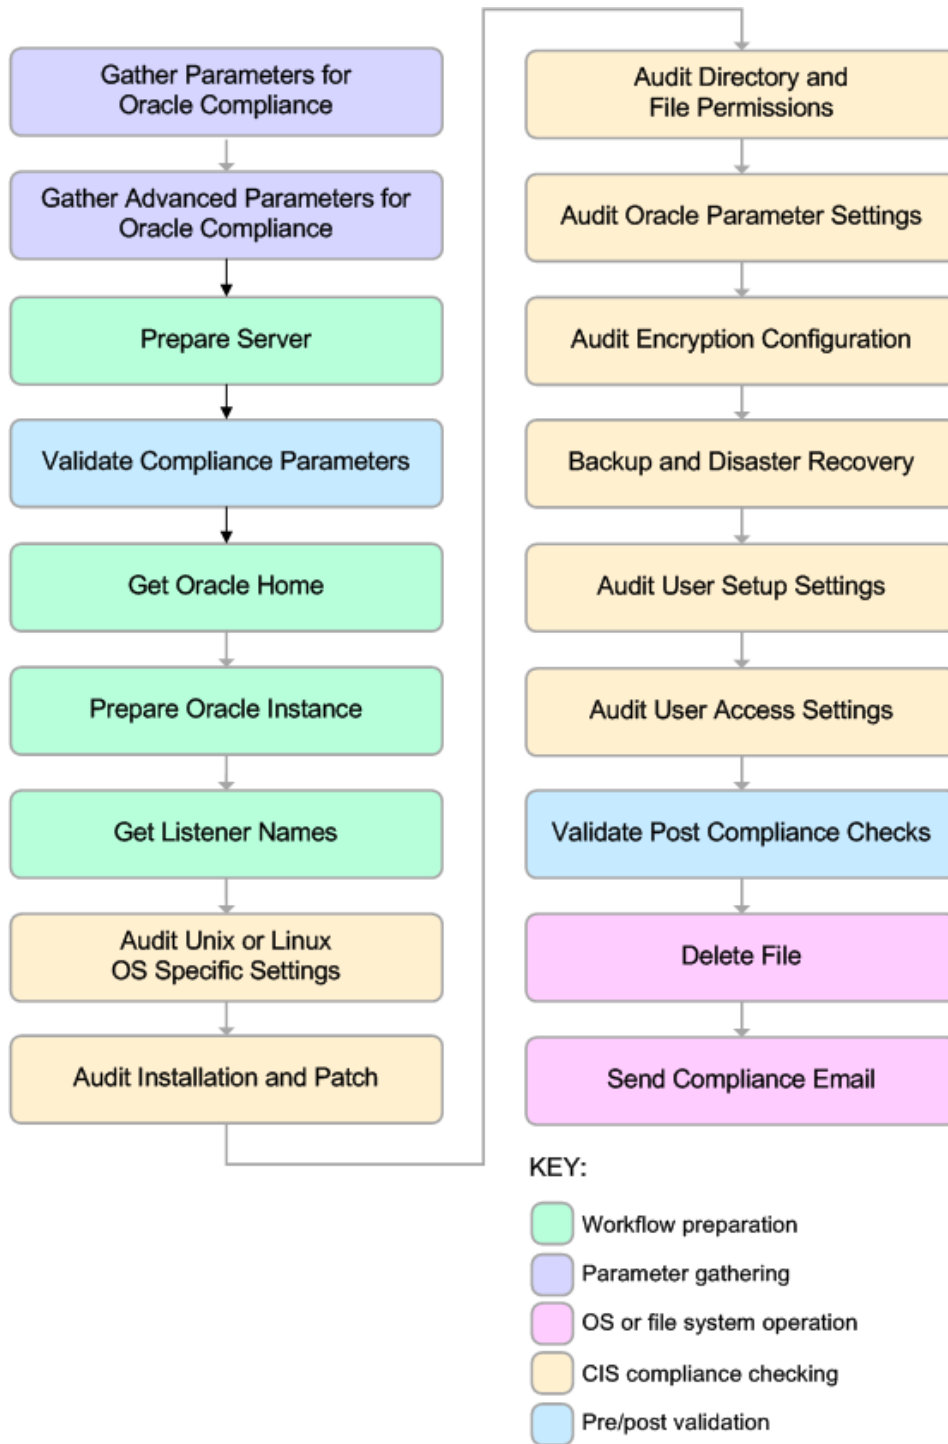 Gather Parameters for
Oracle Compliance
Gather Advanced Parameters for
Oracle Compliance
Prepare Server
Validate Compliance Parameters
Get Oracle Home
Prepare Oracle Instance
Get Listener Names
Audit Unix or Linux
OS Specific Settings
Audit Installation and Patch
Audit Directory and
File Permissions
Audit Oracle Parameter Settings
Audit Encryption Configuration
Backup and Disaster Recovery
Audit User Setup Settings
Audit User Access Settings
Validate Post Compliance Checks
Delete File
Send Compliance Email
KEY:
Workflow preparation
Parameter gathering
OS or file system operation
CIS compliance checking
Pre/post validation